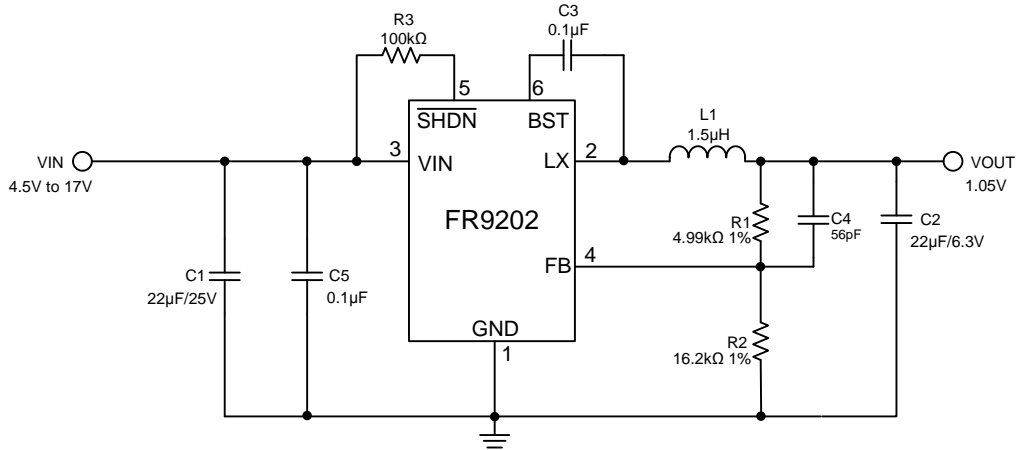 R3
100kΩ
C3
0.1µF
5
6
SHDN
BST
L1
1.5µH
VIN
4.5V to 17V
3
VIN
LX
2
VOUT
1.05V
FR9202
R1
4.99kΩ 1%
C4
56pF
C2
22µF/6.3V
FB
4
C1
22µF/25V
C5
0.1µF
GND
1
R2
16.2kΩ 1%